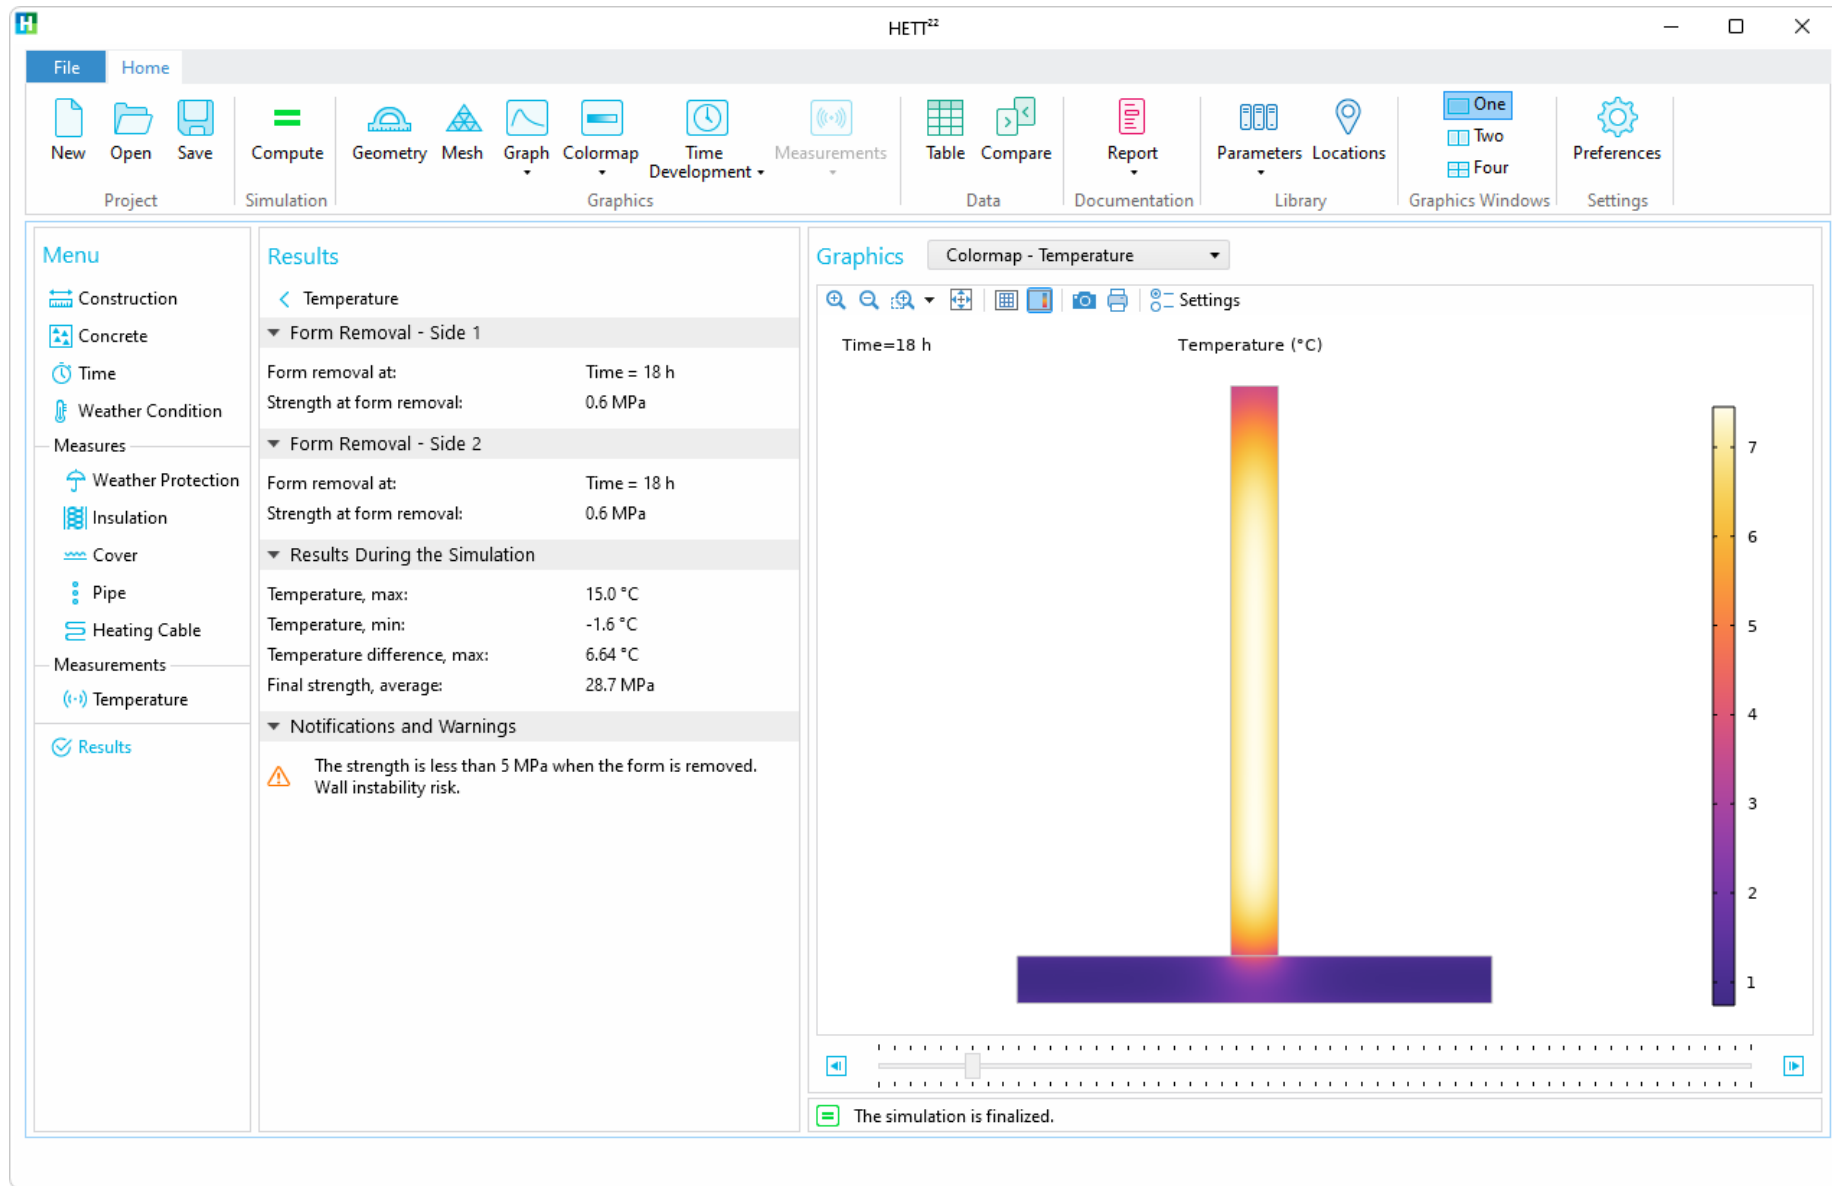 HETT²²
File Home
New Open Save Compute Geometry Mesh Graph Colormap Time Development Measurements Table Compare Report Parameters Locations One Two Four Preferences
Project Simulation Graphics Data Documentation Library Graphics Windows Settings
Menu
Construction
Concrete
Time
Weather Condition
Measures
Weather Protection
Insulation
Cover
Pipe
Heating Cable
Measurements
Temperature
Results
Results
Temperature
Form Removal - Side 1
Form removal at: Time = 18 h
Strength at form removal: 0.6 MPa
Form Removal - Side 2
Form removal at: Time = 18 h
Strength at form removal: 0.6 MPa
Results During the Simulation
Temperature, max: 15.0 °C
Temperature, min: -1.6 °C
Temperature difference, max: 6.64 °C
Final strength, average: 28.7 MPa
Notifications and Warnings
The strength is less than 5 MPa when the form is removed.
Wall instability risk.
Graphics Colormap - Temperature
Settings
Time=18 h Temperature (°C)
7
6
5
4
3
2
1
The simulation is finalized.